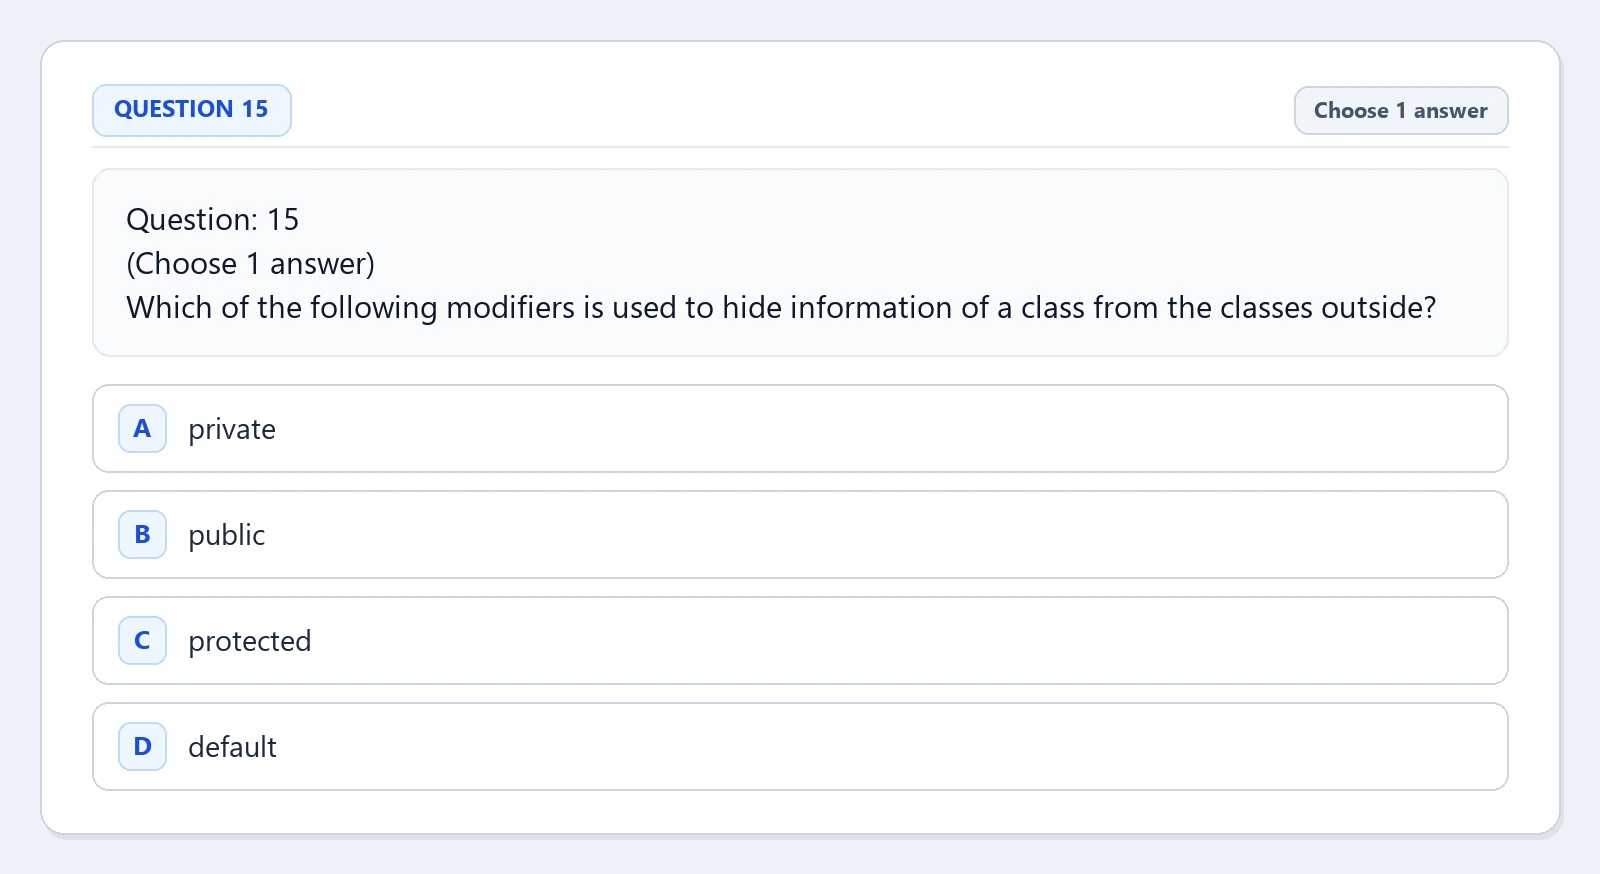 QUESTION 15
Choose 1 answer
Question: 15
(Choose 1 answer)
Which of the following modifiers is used to hide information of a class from the classes outside?
A private
B public
C protected
D default